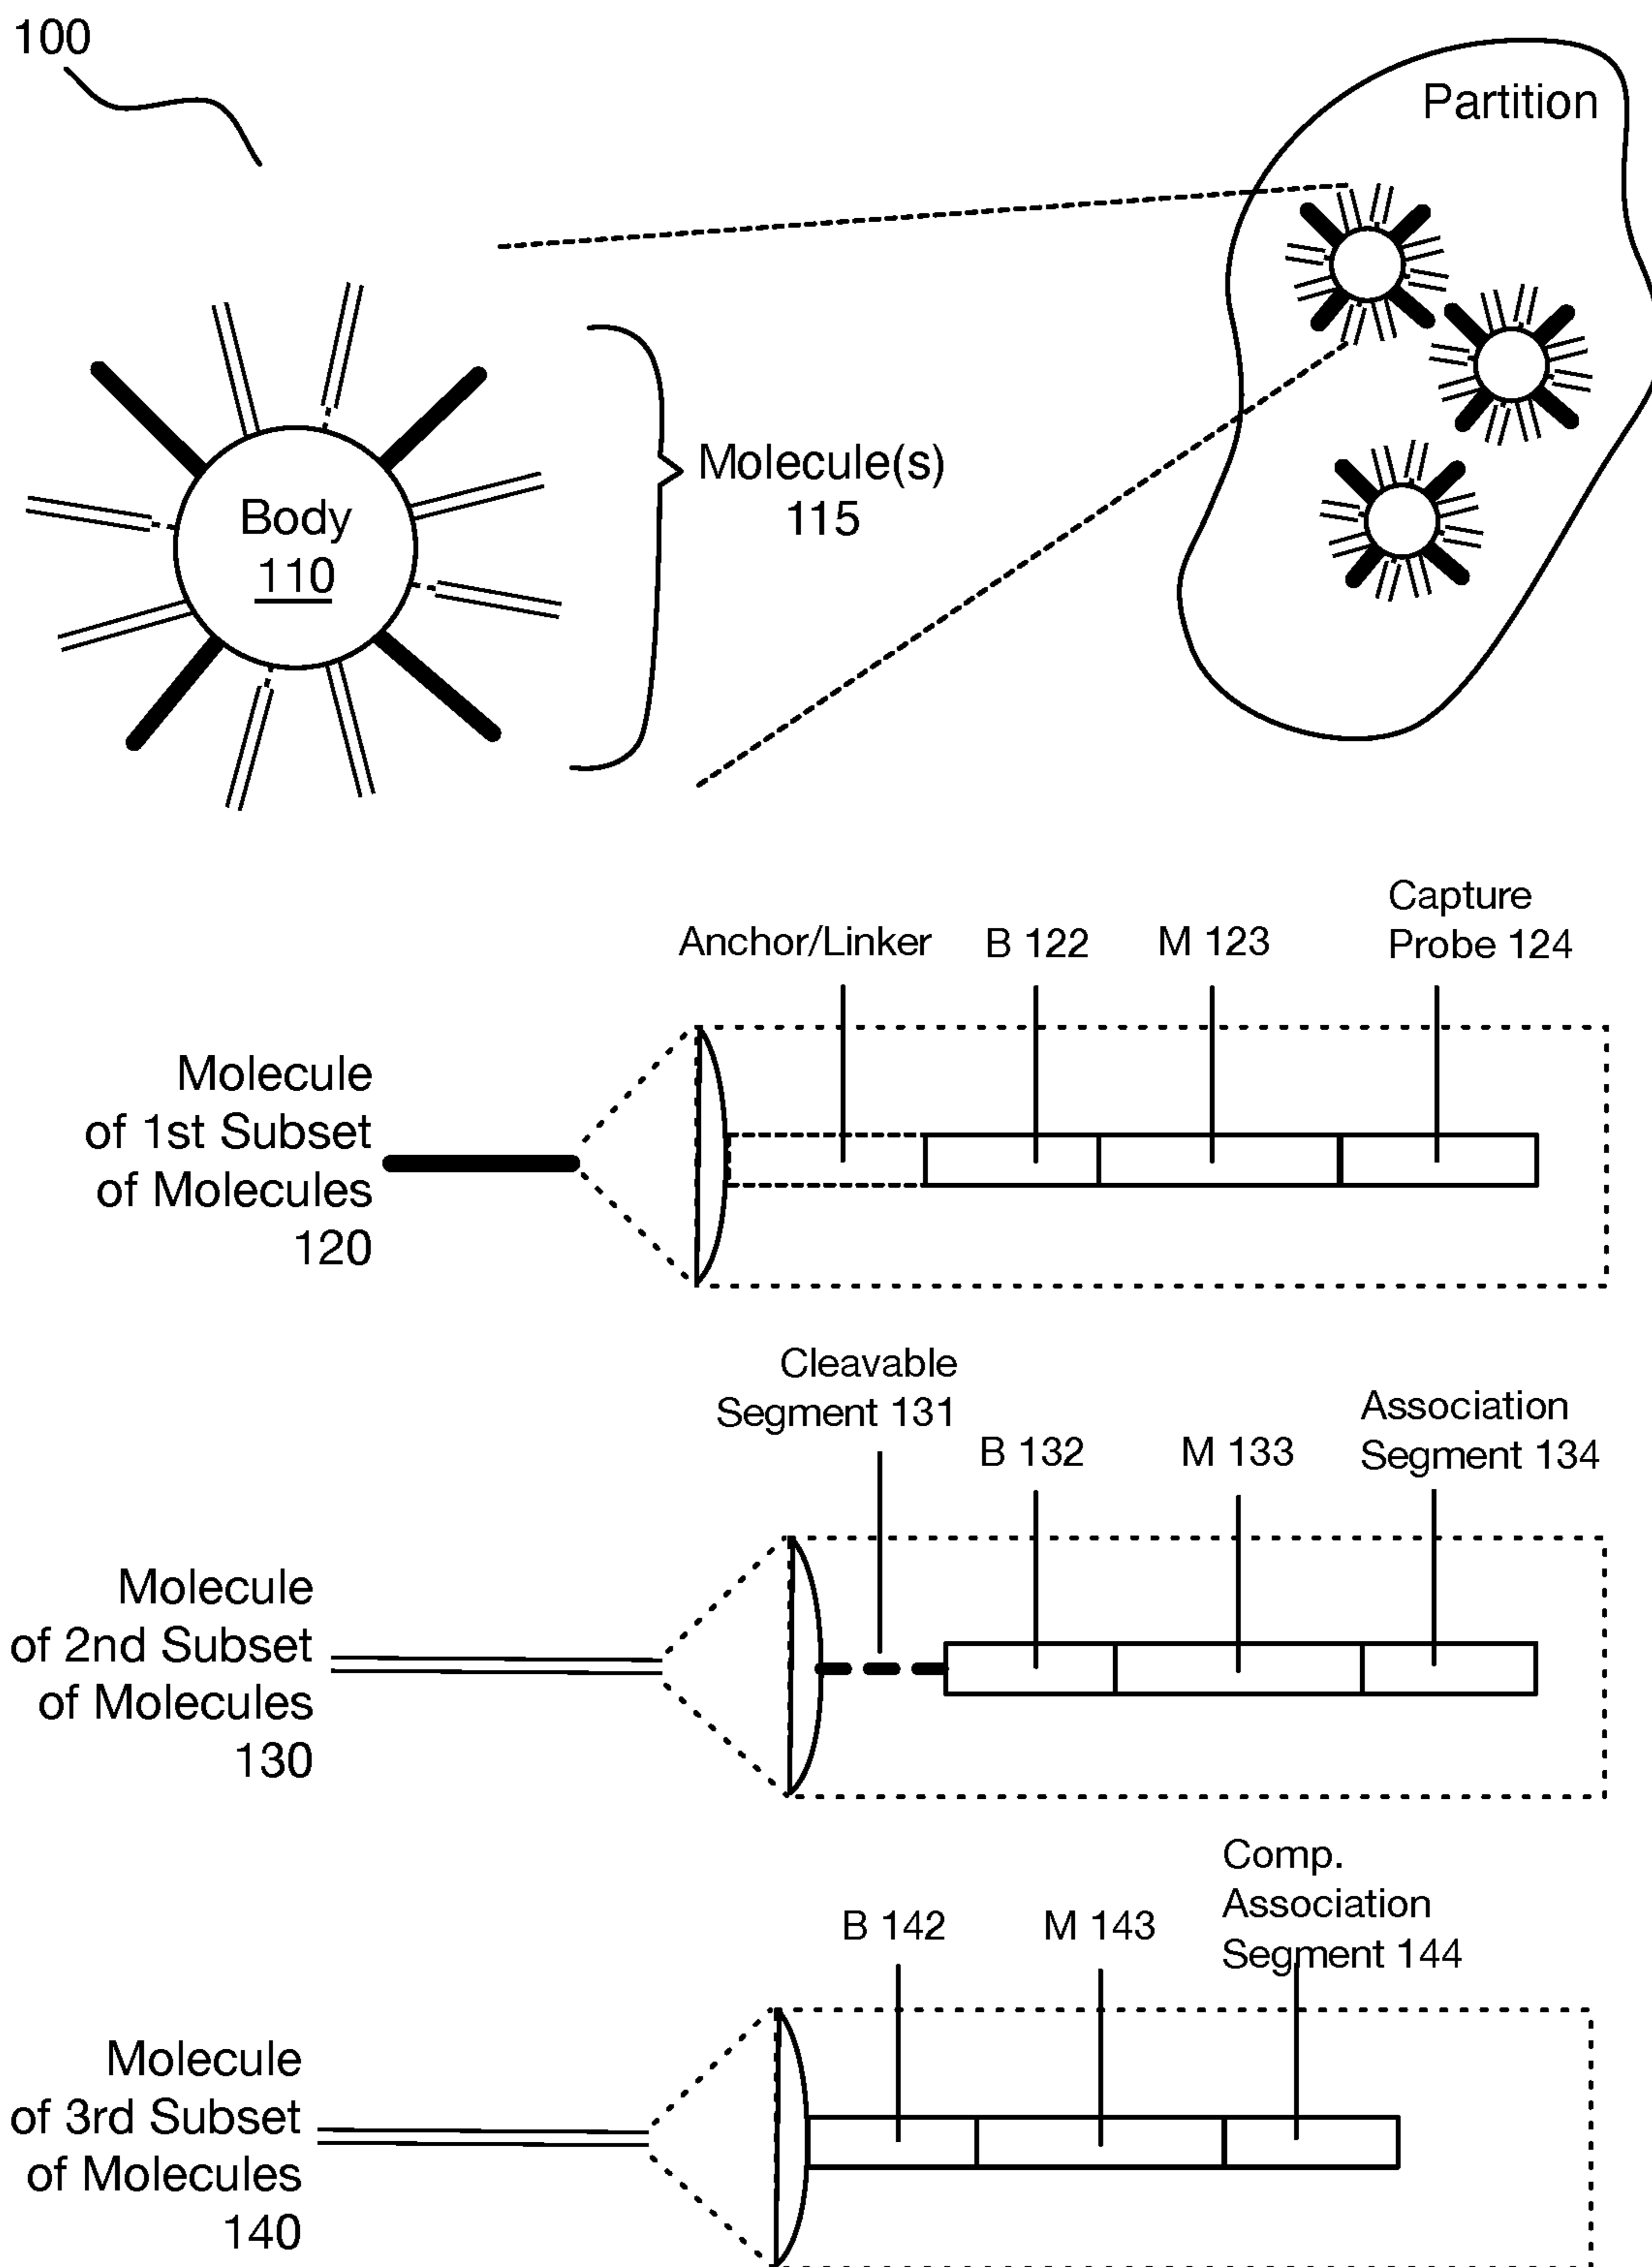 100
Partition
Body
110
Molecule(s)
115
Capture
Probe 124
Anchor/Linker
B 122
M 123
Molecule
of 1st Subset
of Molecules
120
Cleavable
Segment 131
B 132
M 133
Association
Segment 134
Molecule
of 2nd Subset
of Molecules
130
Comp.
Association
Segment 144
B 142
M 143
Molecule
of 3rd Subset
of Molecules
140